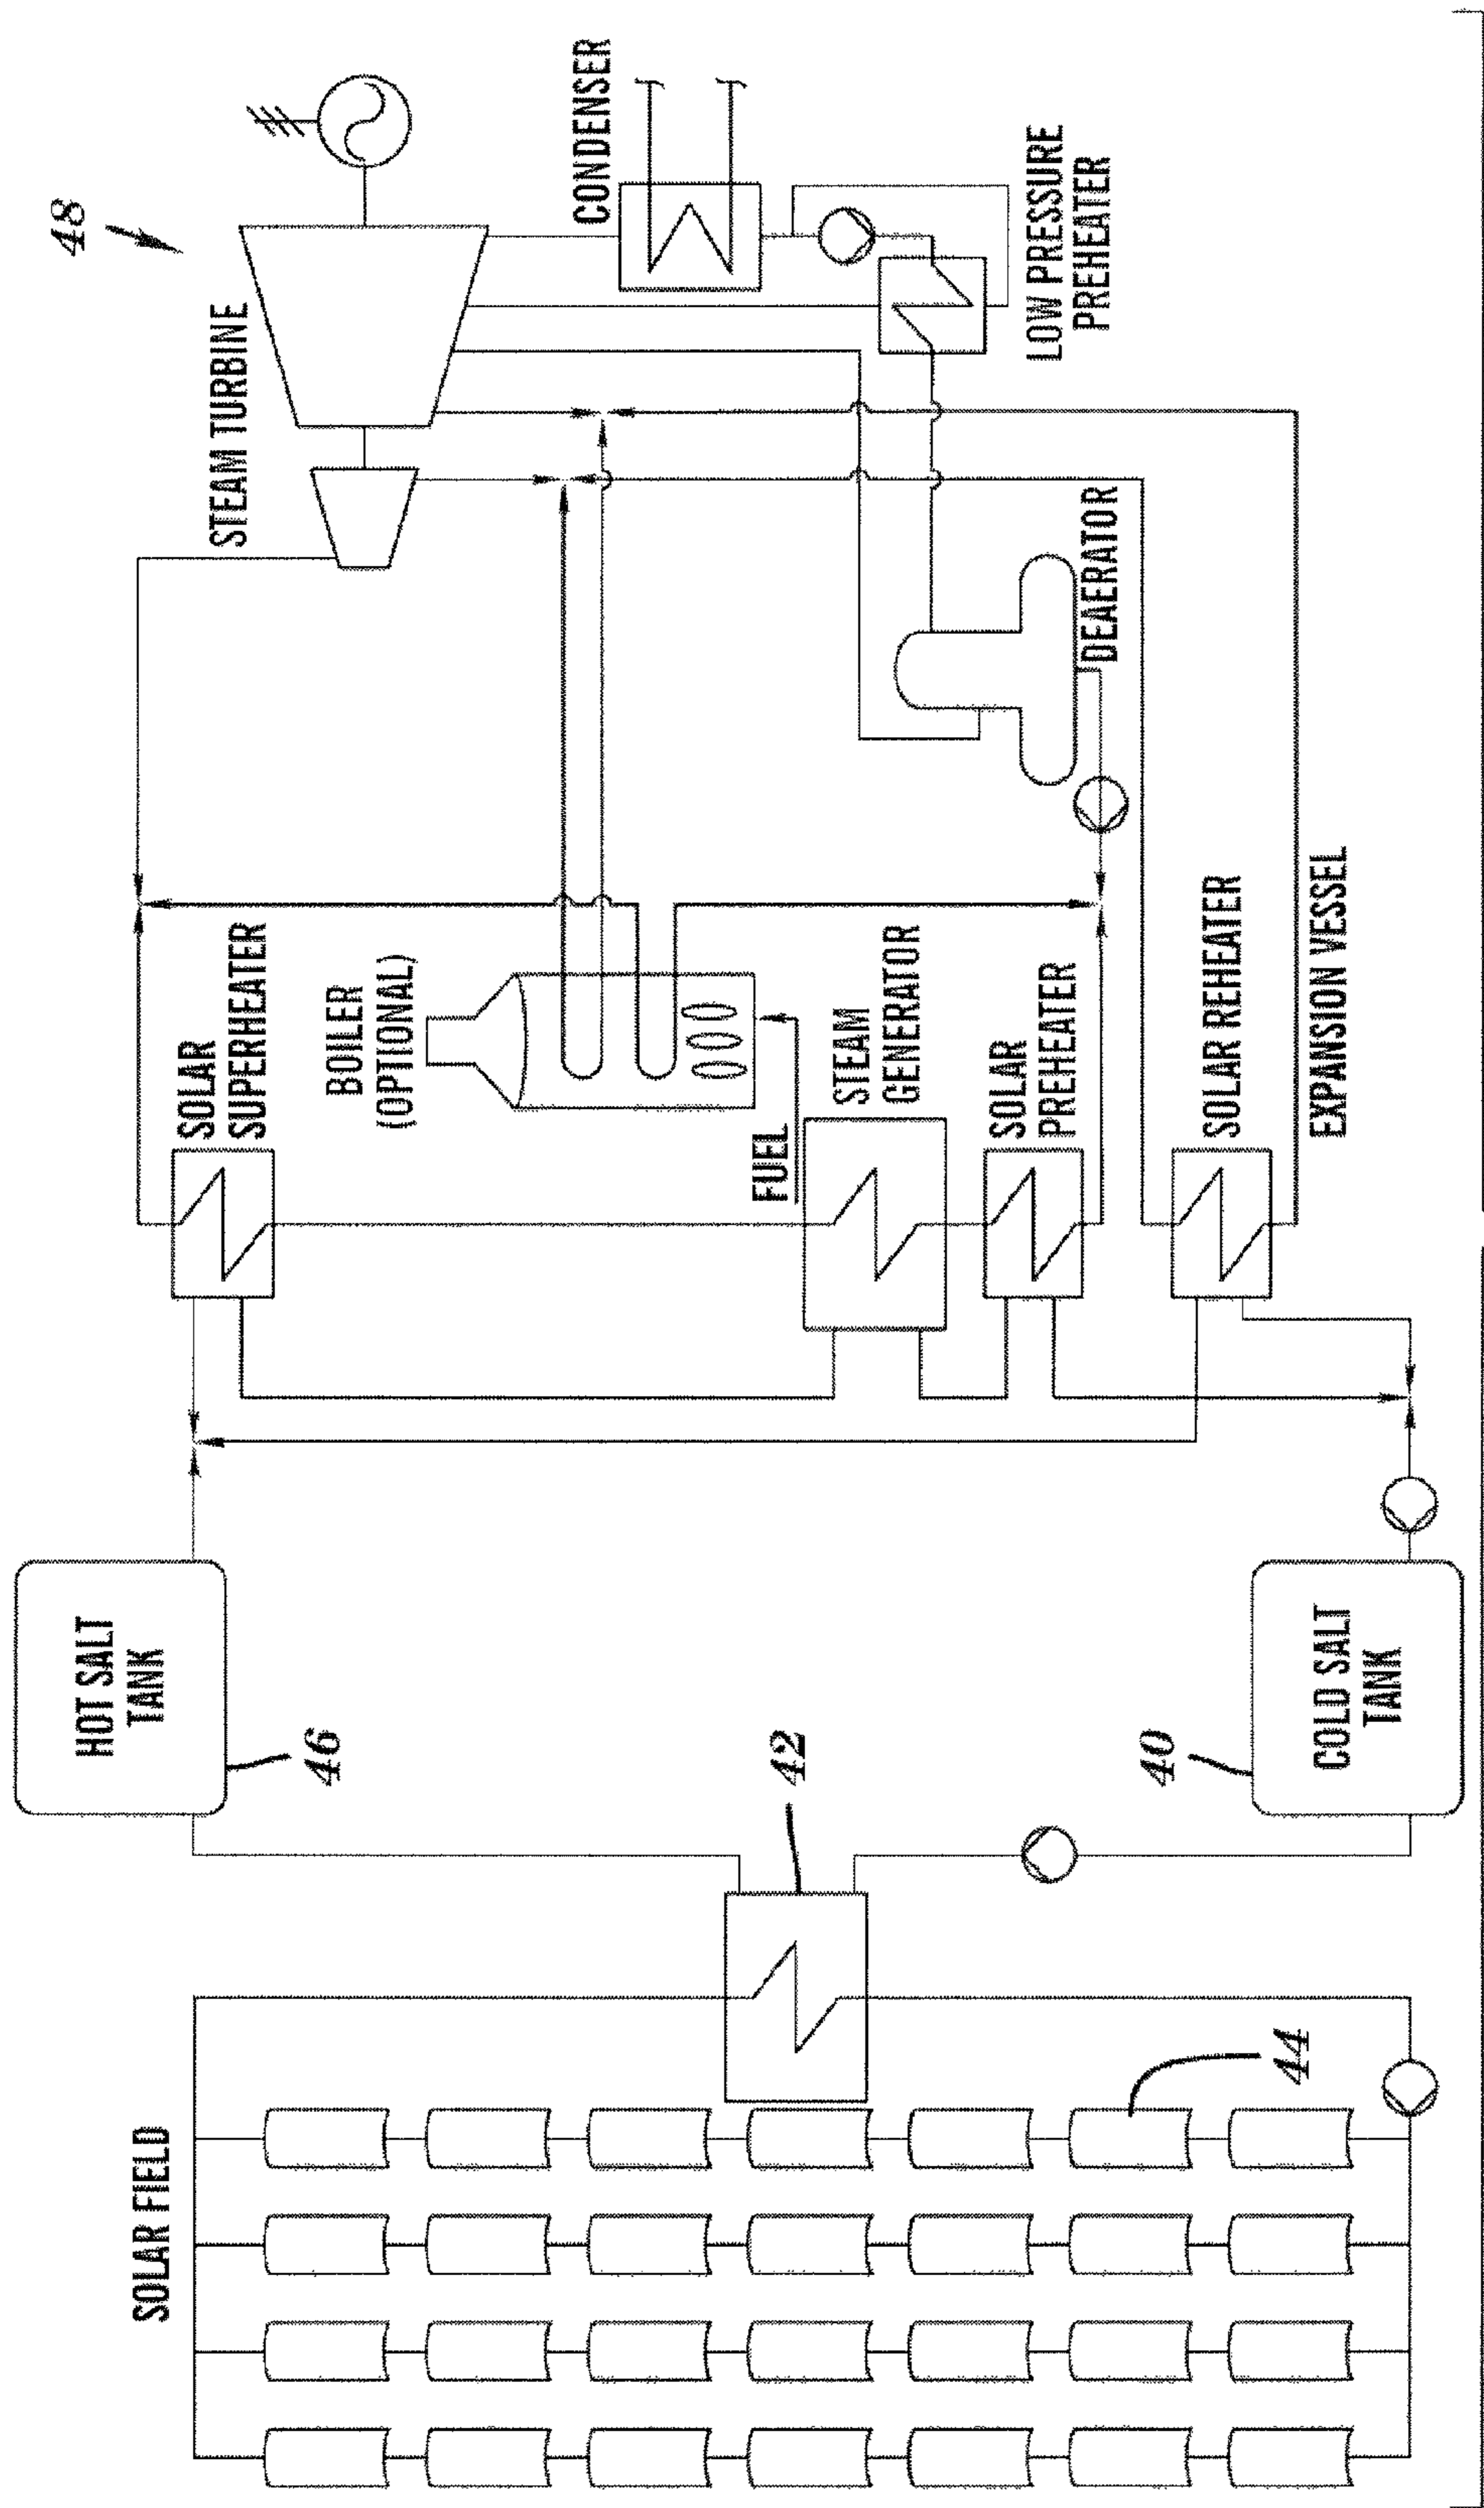 SOLAR FIELD
44
42
HOT SALT
TANK
46
COLD SALT
TANK
40
SOLAR
SUPERHEATER
BOILER
(OPTIONAL)
FUEL
STEAM
GENERATOR
SOLAR
PREHEATER
SOLAR REHEATER
EXPANSION VESSEL
STEAM TURBINE
48
CONDENSER
LOW PRESSURE
PREHEATER
DEAERATOR